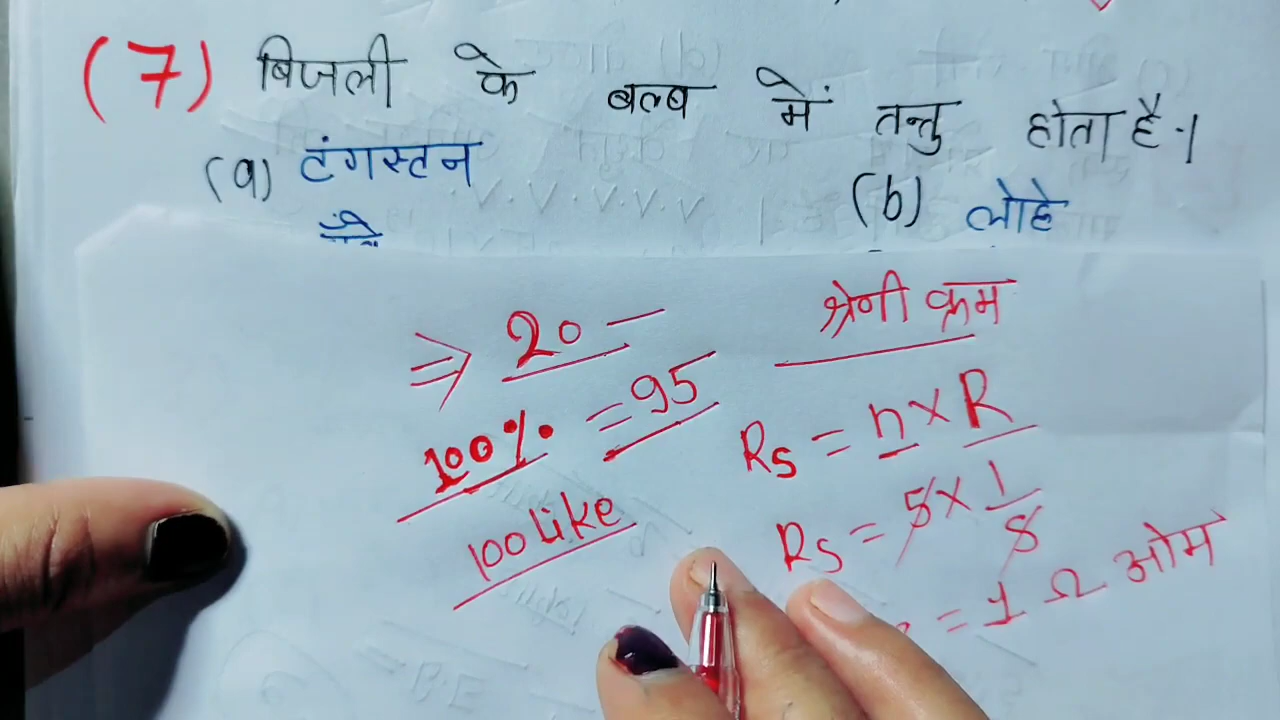 (7) बिजली के बल्ब में तन्तु होता है।
(a) टंगस्टन
(b) लोहे
⇒ 20 —
100% = 95
100 like
श्रेनी क्रम
Rs = n × R
Rs = 5 × 1/5
= 1 Ω ओम